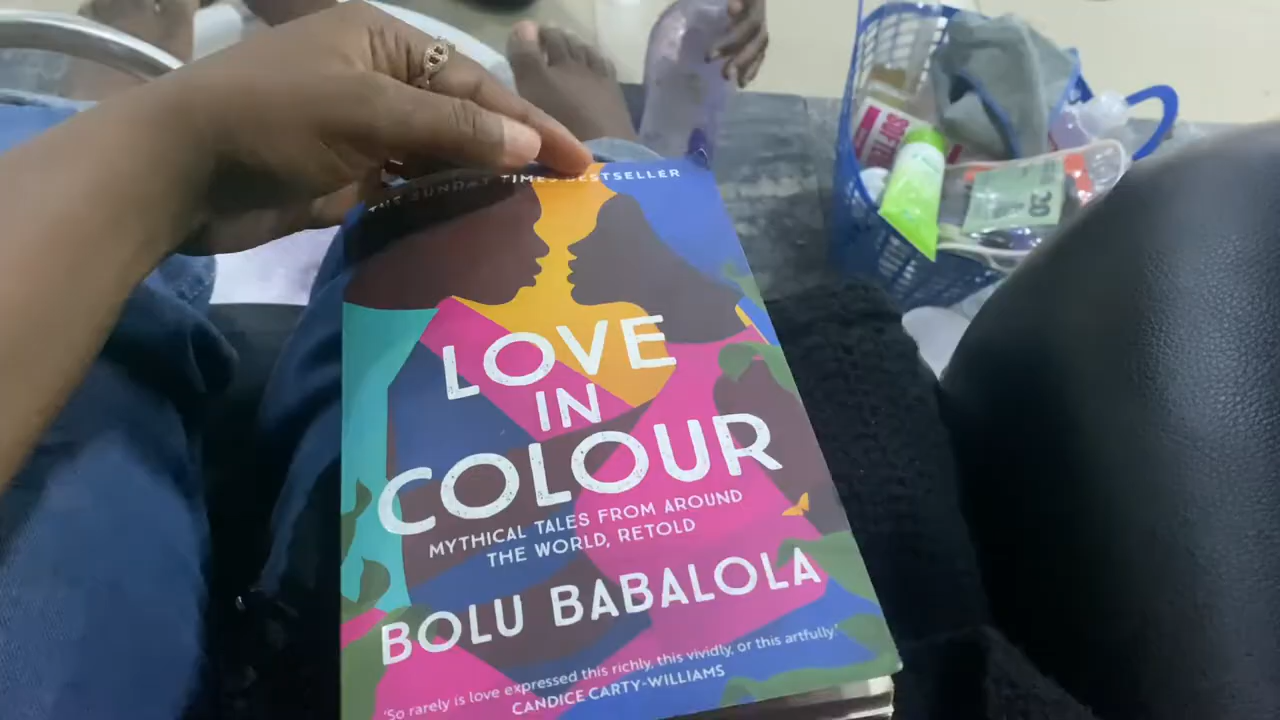 THE SUNDAY TIMES BESTSELLER
LOVE
IN
COLOUR
MYTHICAL TALES FROM AROUND
THE WORLD, RETOLD
BOLU BABALOLA
'So rarely is love expressed this richly, this vividly, or this artfully.'
CANDICE CARTY-WILLIAMS
20